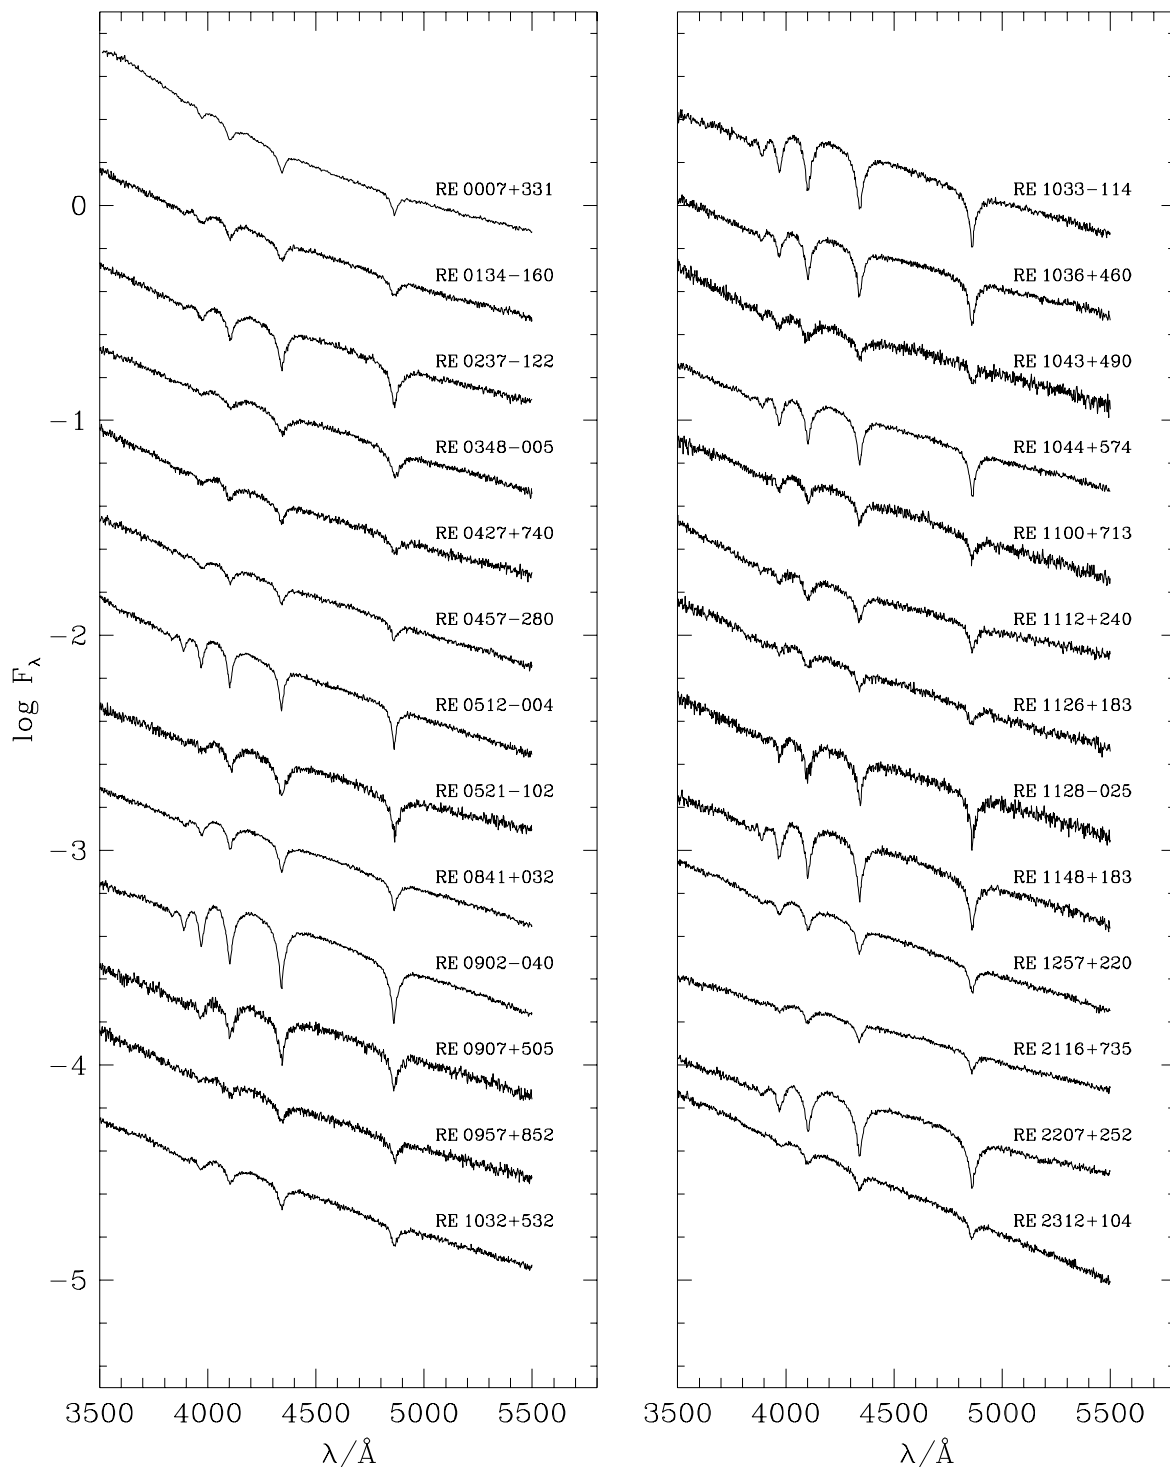 log F_λ
0
−1
−2
−3
−4
−5
RE 0007+331
RE 0134−160
RE 0237−122
RE 0348−005
RE 0427+740
RE 0457−280
RE 0512−004
RE 0521−102
RE 0841+032
RE 0902−040
RE 0907+505
RE 0957+852
RE 1032+532
3500 4000 4500 5000 5500
λ/Å
RE 1033−114
RE 1036+460
RE 1043+490
RE 1044+574
RE 1100+713
RE 1112+240
RE 1126+183
RE 1128−025
RE 1148+183
RE 1257+220
RE 2116+735
RE 2207+252
RE 2312+104
3500 4000 4500 5000 5500
λ/Å